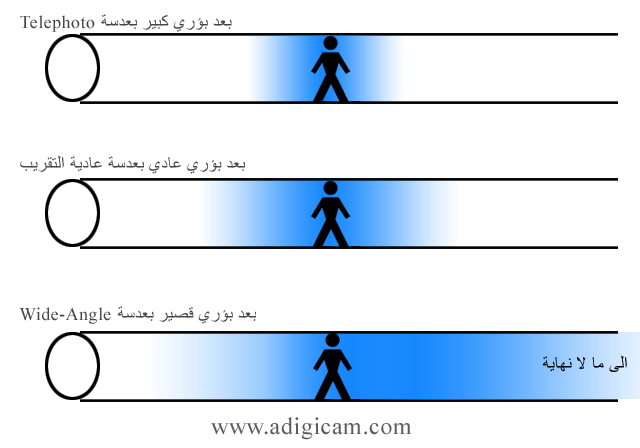 بعد بؤري كبير بعدسة Telephoto
بعد بؤري عادي بعدسة عادية التقريب
بعد بؤري قصير بعدسة Wide-Angle
الى ما لا نهاية
www.adigicam.com